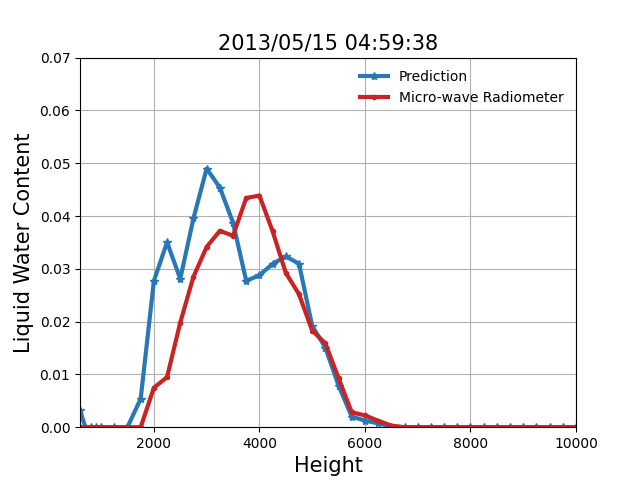 2013/05/15 04:59:38
0.07
0.06
0.05
0.04
0.03
0.02
0.01
0.00
Liquid Water Content
Prediction
Micro-wave Radiometer
2000 4000 6000 8000 10000
Height